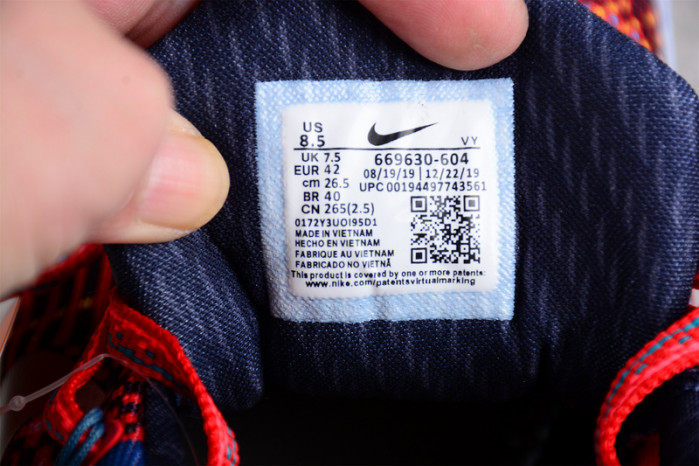 US
8.5
VY
UK 7.5
EUR 42
cm 26.5
BR 40
CN 265(2.5)
669630-604
08/19/19 | 12/22/19
UPC 00194497743561
0172Y3UOI95D1
MADE IN VIETNAM
HECHO EN VIETNAM
FABRIQUE AU VIETNAM
FABRICADO NO VIETNÃ
This product is covered by one or more patents:
www.nike.com/patentsvirtualmarking